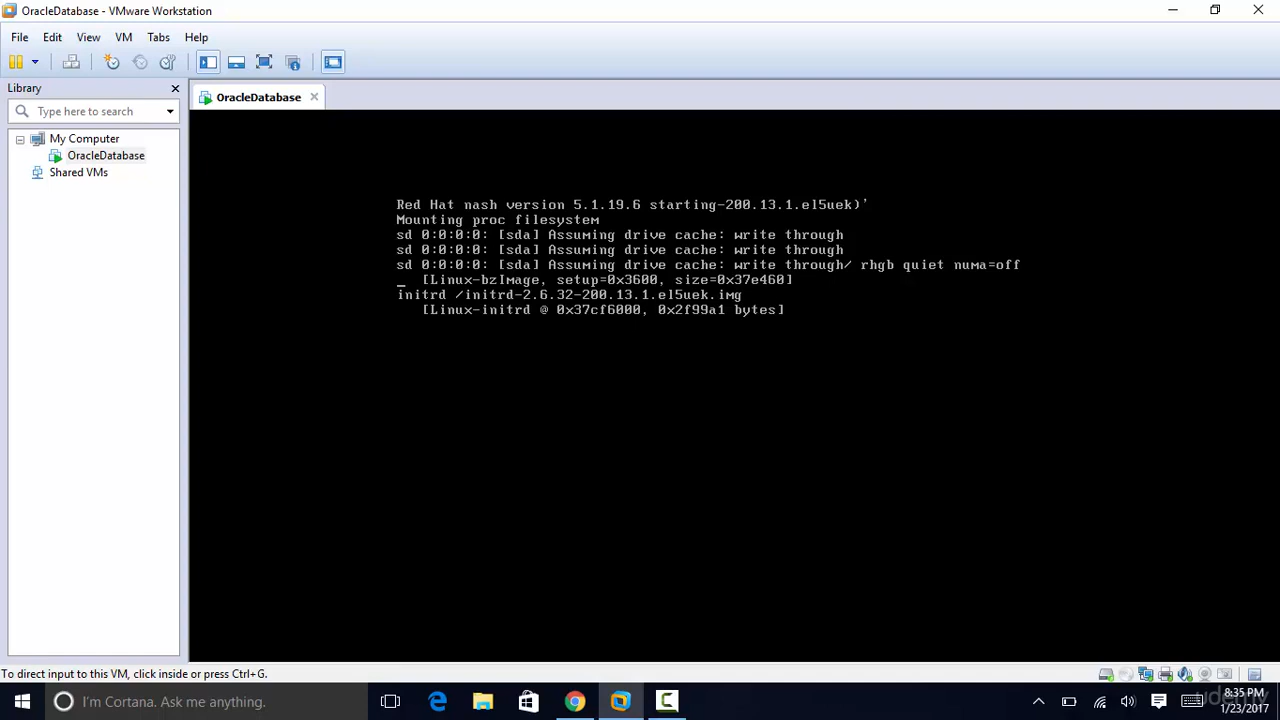 OracleDatabase - VMware Workstation
File Edit View VM Tabs Help
Library
Type here to search
My Computer
OracleDatabase
Shared VMs
OracleDatabase
Red Hat nash version 5.1.19.6 starting-200.13.1.el5uek)'
Mounting proc filesystem
sd 0:0:0:0: [sda] Assuming drive cache: write through
sd 0:0:0:0: [sda] Assuming drive cache: write through
sd 0:0:0:0: [sda] Assuming drive cache: write through/ rhgb quiet numa=off
_ [Linux-bzImage, setup=0x3600, size=0x37e460]
initrd /initrd-2.6.32-200.13.1.el5uek.img
[Linux-initrd @ 0x37cf6000, 0x2f99a1 bytes]
To direct input to this VM, click inside or press Ctrl+G.
I'm Cortana. Ask me anything.
8:35 PM
1/23/2017
udemy